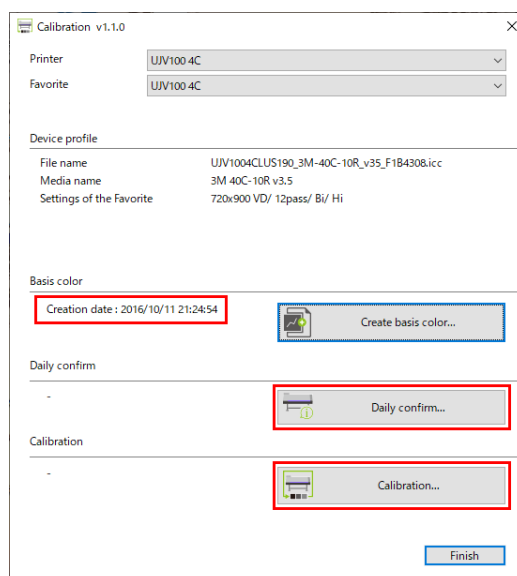 Calibration v1.1.0
Printer UJV100 4C
Favorite UJV100 4C
Device profile
File name UJV1004CLUS190_3M-40C-10R_v35_F1B4308.icc
Media name 3M 40C-10R v3.5
Settings of the Favorite 720x900 VD/ 12pass/ Bi/ Hi
Basis color
Creation date : 2016/10/11 21:24:54
Create basis color...
Daily confirm
-
Daily confirm...
Calibration
-
Calibration...
Finish